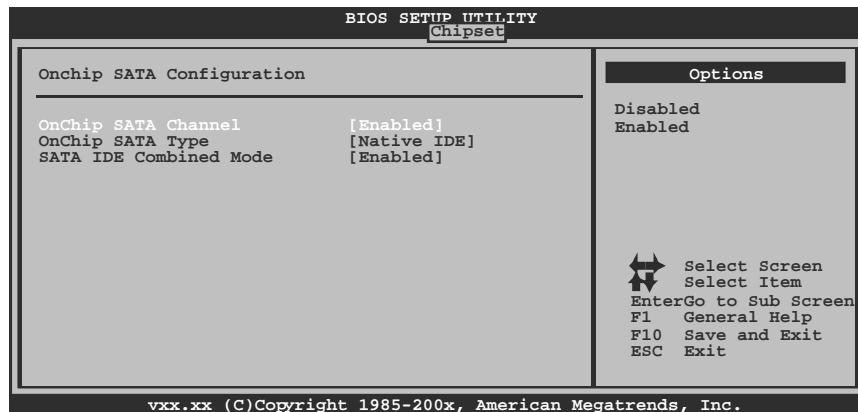 BIOS SETUP UTILITY
Chipset
Onchip SATA Configuration
OnChip SATA Channel [Enabled]
OnChip SATA Type [Native IDE]
SATA IDE Combined Mode [Enabled]
Options
Disabled
Enabled
Select Screen
Select Item
EnterGo to Sub Screen
F1 General Help
F10 Save and Exit
ESC Exit
vxx.xx (C)Copyright 1985-200x, American Megatrends, Inc.